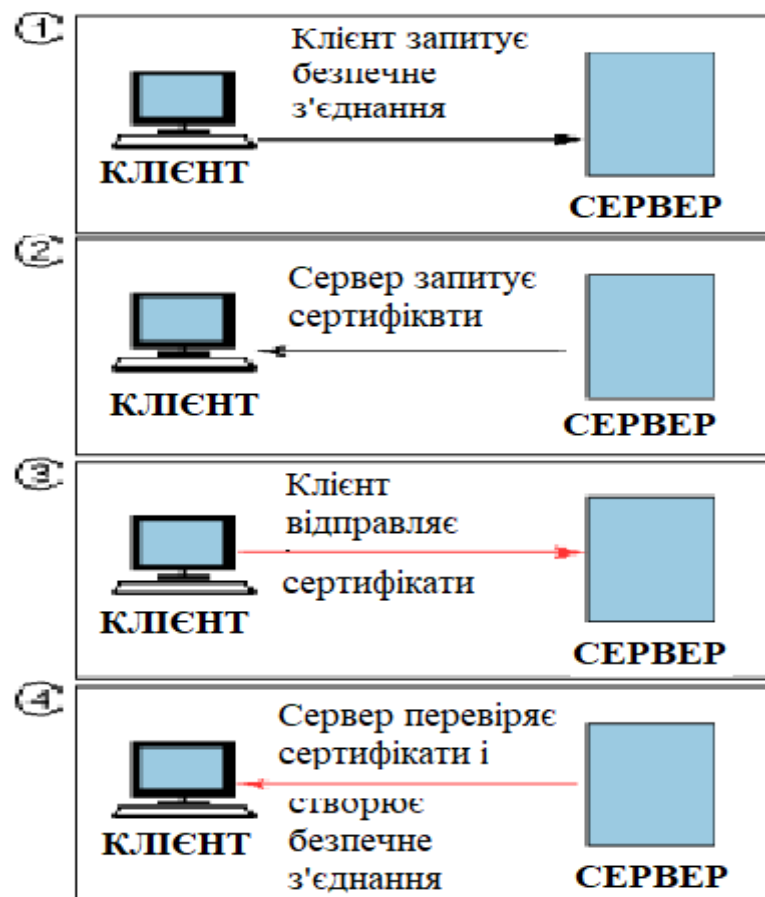 1
Клієнт запитує
безпечне
з'єднання
КЛІЄНТ
СЕРВЕР
2
Сервер запитує
сертифіквти
КЛІЄНТ
СЕРВЕР
3
Клієнт
відправляє
сертифікати
КЛІЄНТ
СЕРВЕР
4
Сервер перевіряє
сертифікати і
створює
безпечне
з'єднання
КЛІЄНТ
СЕРВЕР